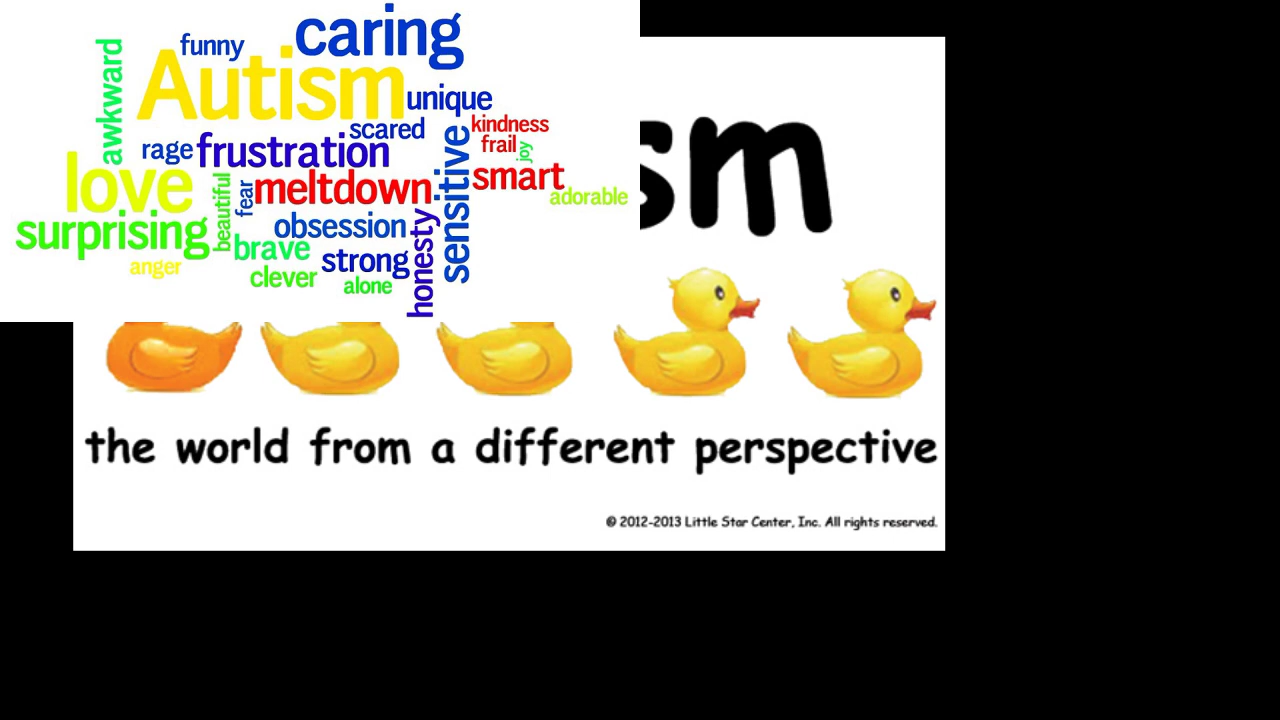 caring
funny
awkward
Autism
unique
scared
kindness
frail
joy
rage
frustration
sensitive
love
beautiful
fear
meltdown
smart
adorable
surprising
obsession
honesty
brave
strong
anger
clever
alone
sm
the world from a different perspective
© 2012-2013 Little Star Center, Inc. All rights reserved.